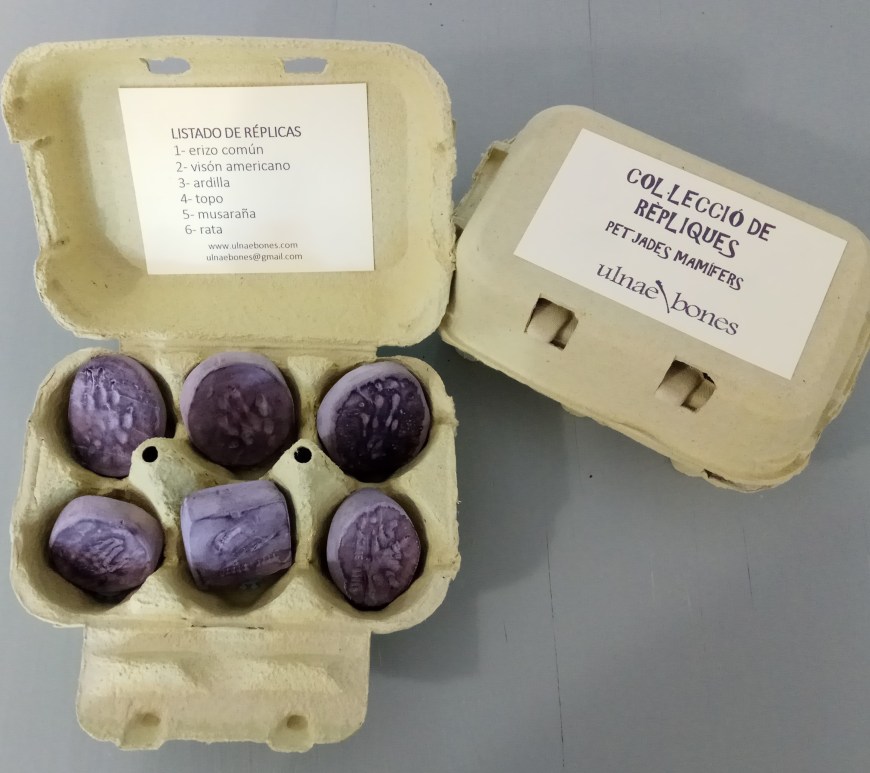 LISTADO DE RÉPLICAS
1- erizo común
2- visón americano
3- ardilla
4- topo
5- musaraña
6- rata
www.ulnaebones.com
ulnaebones@gmail.com
COL·LECCIÓ DE
RÈPLIQUES
PETJADES MAMÍFERS
ulnae\bones